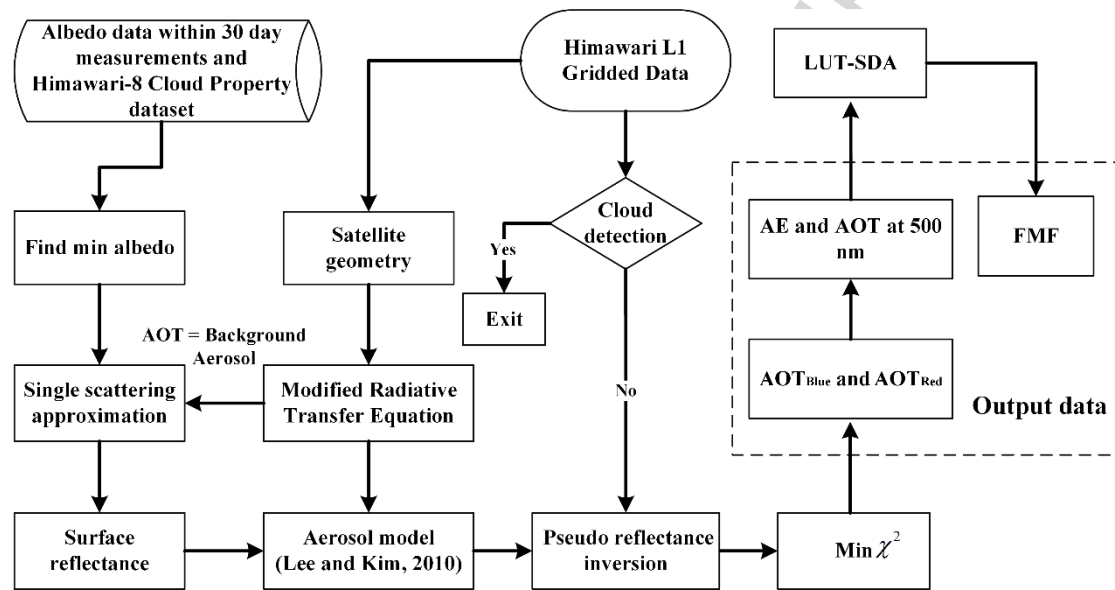 Albedo data within 30 day
measurements and
Himawari-8 Cloud Property
dataset
Himawari L1
Gridded Data
LUT-SDA
Find min albedo
Satellite
geometry
Cloud
detection
Yes
Exit
AE and AOT at 500
nm
FMF
AOT = Background
Aerosol
Single scattering
approximation
Modified Radiative
Transfer Equation
No
AOTBlue and AOTRed
Output data
Surface
reflectance
Aerosol model
(Lee and Kim, 2010)
Pseudo reflectance
inversion
Min χ²